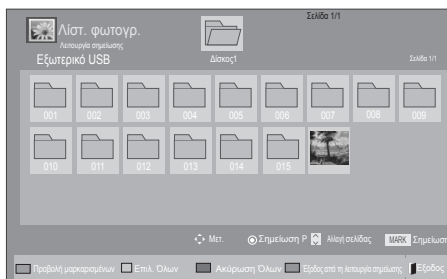 Σελίδα 1/1
Λίστ. φωτογρ.
Λειτουργία σημείωσης
Εξωτερικό USB
Δίσκος1
Σελίδα 1/1
001 002 003 004 005 006 007 008 009
010 011 012 013 014 015
Μετ. Σημείωση P Αλλαγή σελίδας MARK Σημείωσ
Προβολή μαρκαρισμένων Επιλ. Όλων Ακύρωση Όλων Έξοδος από τη λειτουργία σημείωσης Έξοδος